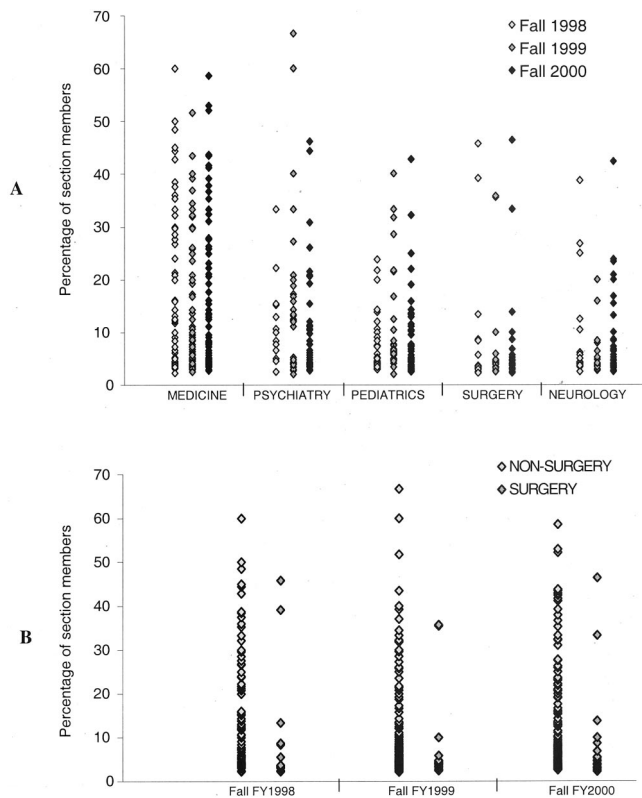 A
Percentage of section members
70
60
50
40
30
20
10
0
Fall 1998
Fall 1999
Fall 2000
MEDICINE PSYCHIATRY PEDIATRICS SURGERY NEUROLOGY
B
Percentage of section members
70
60
50
40
30
20
10
0
NON-SURGERY
SURGERY
Fall FY1998 Fall FY1999 Fall FY2000